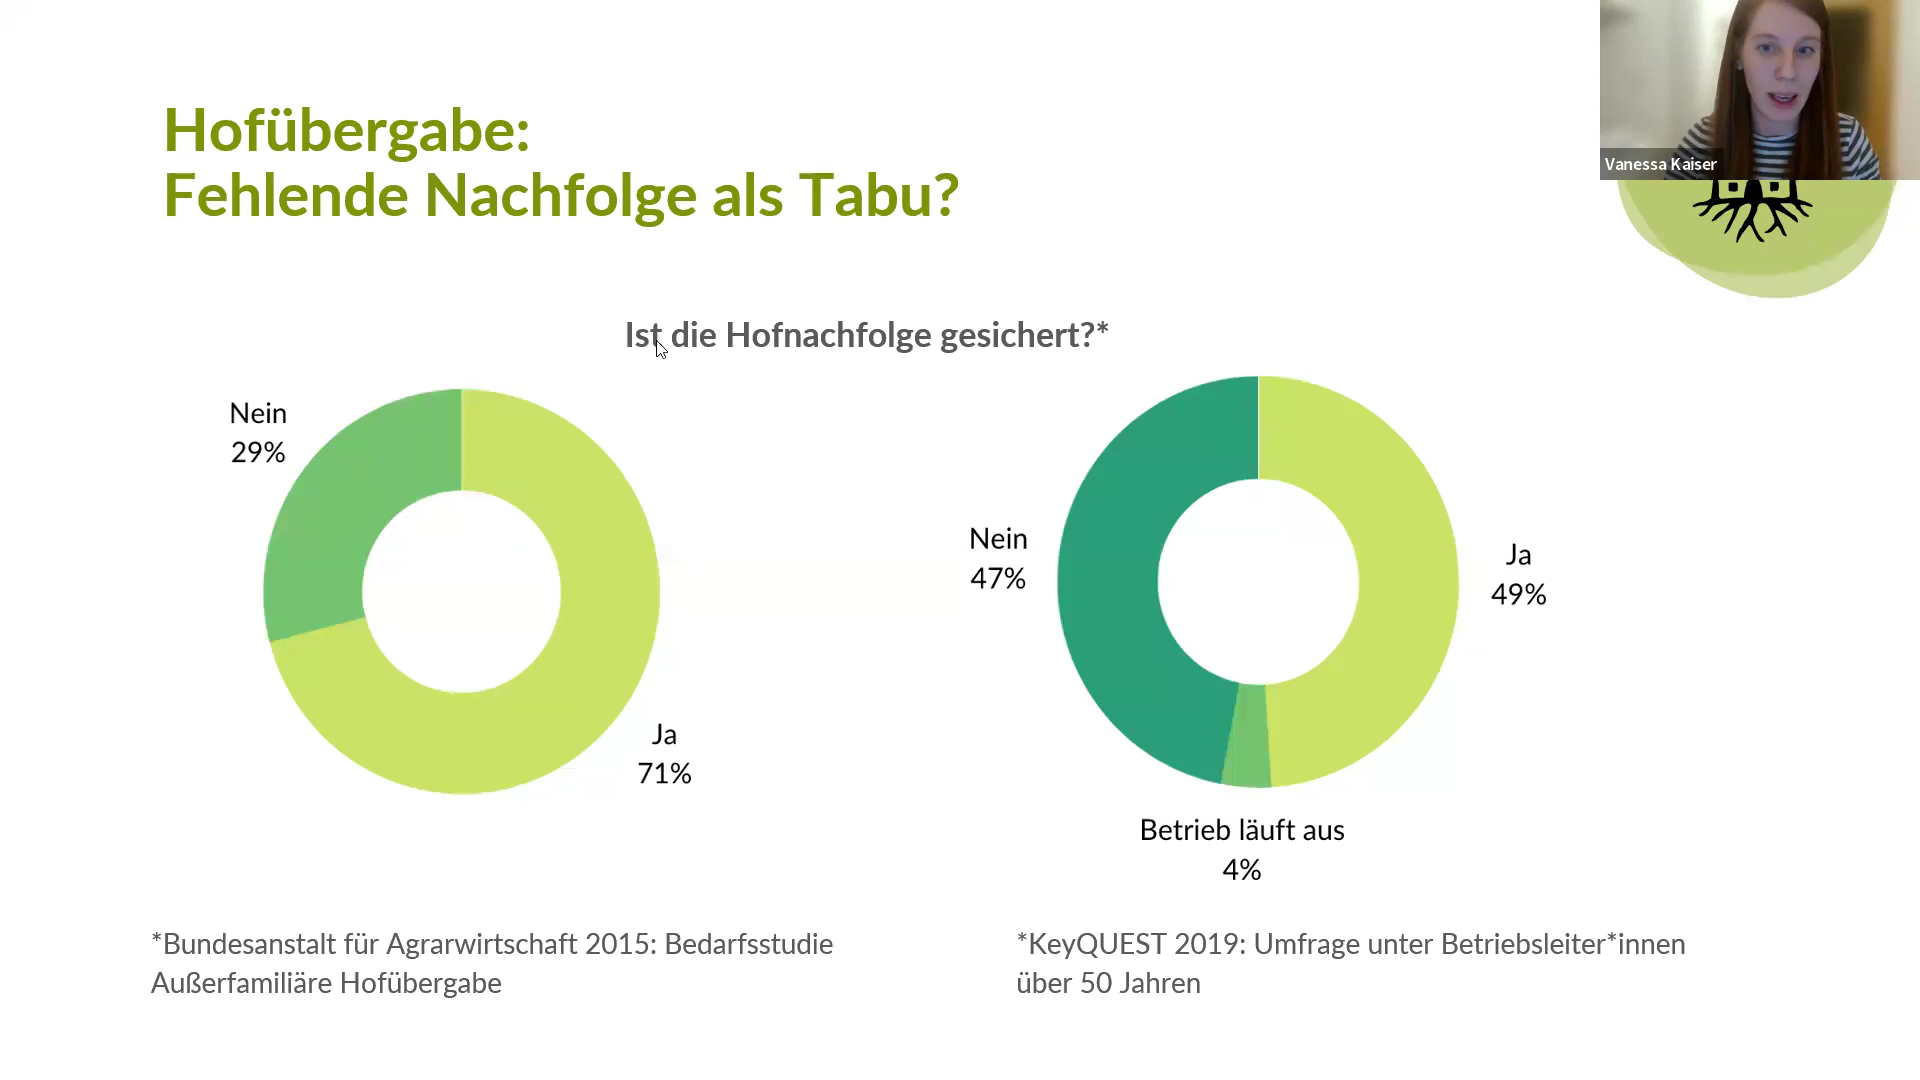 Hofübergabe:
Fehlende Nachfolge als Tabu?
Vanessa Kaiser
Ist die Hofnachfolge gesichert?*
Nein
29%
Ja
71%
Nein
47%
Ja
49%
Betrieb läuft aus
4%
*Bundesanstalt für Agrarwirtschaft 2015: Bedarfsstudie
Außerfamiliäre Hofübergabe
*KeyQUEST 2019: Umfrage unter Betriebsleiter*innen
über 50 Jahren